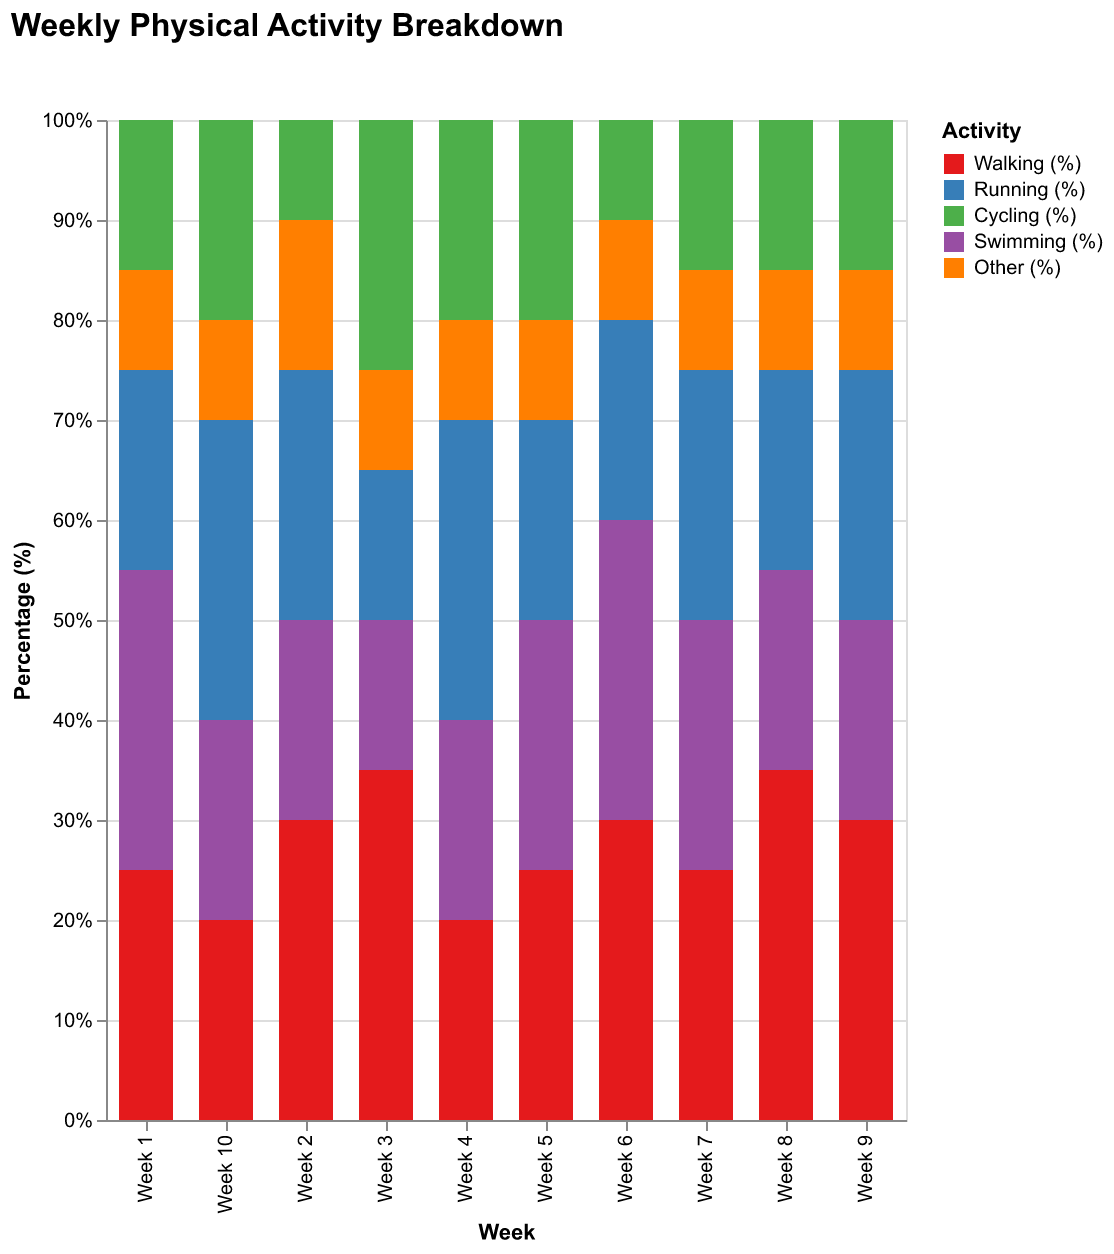 Weekly Physical Activity Breakdown
100%
90%
80%
70%
60%
50%
40%
30%
20%
10%
0%
Percentage (%)
Week 1
Week 10
Week 2
Week 3
Week 4
Week 5
Week 6
Week 7
Week 8
Week 9
Week
Activity
Walking (%)
Running (%)
Cycling (%)
Swimming (%)
Other (%)